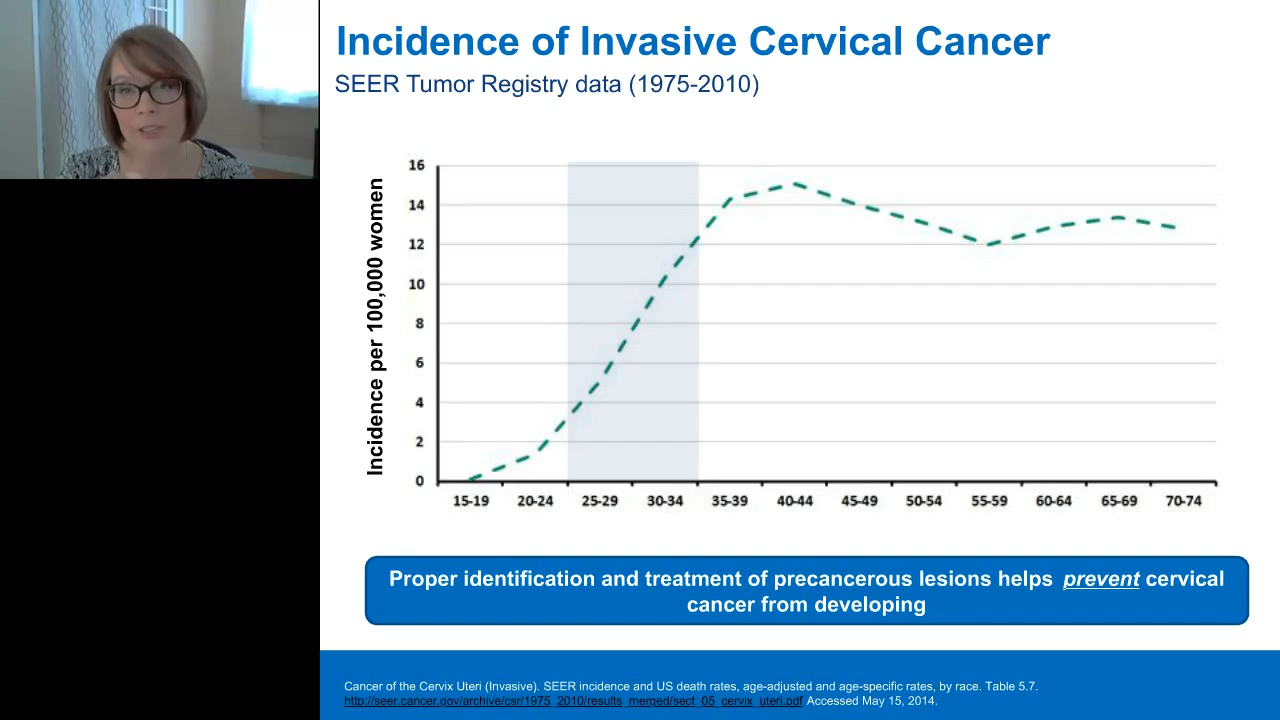 Incidence of Invasive Cervical Cancer
SEER Tumor Registry data (1975-2010)
Incidence per 100,000 women
16
14
12
10
8
6
4
2
0
15-19 20-24 25-29 30-34 35-39 40-44 45-49 50-54 55-59 60-64 65-69 70-74
Proper identification and treatment of precancerous lesions helps prevent cervical
cancer from developing
Cancer of the Cervix Uteri (Invasive). SEER incidence and US death rates, age-adjusted and age-specific rates, by race. Table 5.7.
http://seer.cancer.gov/archive/csr/1975_2010/results_merged/sect_05_cervix_uteri.pdf Accessed May 15, 2014.